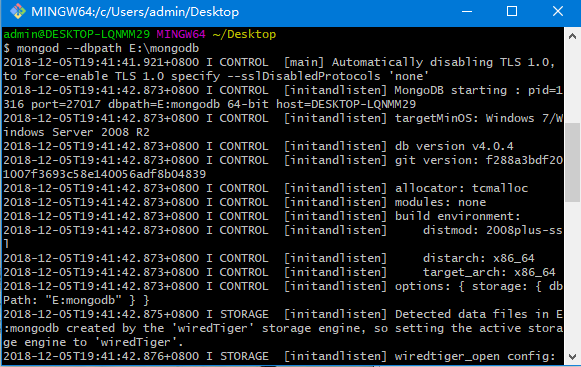 MINGW64:/c/Users/admin/Desktop
admin@DESKTOP-LQNMM29 MINGW64 ~/Desktop
$ mongod --dbpath E:\mongodb
2018-12-05T19:41:41.921+0800 I CONTROL  [main] Automatically disabling TLS 1.0,
to force-enable TLS 1.0 specify --sslDisabledProtocols 'none'
2018-12-05T19:41:42.873+0800 I CONTROL  [initandlisten] MongoDB starting : pid=1
316 port=27017 dbpath=E:mongodb 64-bit host=DESKTOP-LQNMM29
2018-12-05T19:41:42.873+0800 I CONTROL  [initandlisten] targetMinOS: Windows 7/W
indows Server 2008 R2
2018-12-05T19:41:42.873+0800 I CONTROL  [initandlisten] db version v4.0.4
2018-12-05T19:41:42.873+0800 I CONTROL  [initandlisten] git version: f288a3bdf20
1007f3693c58e140056adf8b04839
2018-12-05T19:41:42.873+0800 I CONTROL  [initandlisten] allocator: tcmalloc
2018-12-05T19:41:42.873+0800 I CONTROL  [initandlisten] modules: none
2018-12-05T19:41:42.873+0800 I CONTROL  [initandlisten] build environment:
2018-12-05T19:41:42.873+0800 I CONTROL  [initandlisten]     distmod: 2008plus-ss
l
2018-12-05T19:41:42.873+0800 I CONTROL  [initandlisten]     distarch: x86_64
2018-12-05T19:41:42.873+0800 I CONTROL  [initandlisten]     target_arch: x86_64
2018-12-05T19:41:42.873+0800 I CONTROL  [initandlisten] options: { storage: { db
Path: "E:mongodb" } }
2018-12-05T19:41:42.875+0800 I STORAGE  [initandlisten] Detected data files in E
:mongodb created by the 'wiredTiger' storage engine, so setting the active stora
ge engine to 'wiredTiger'.
2018-12-05T19:41:42.876+0800 I STORAGE  [initandlisten] wiredtiger_open config: